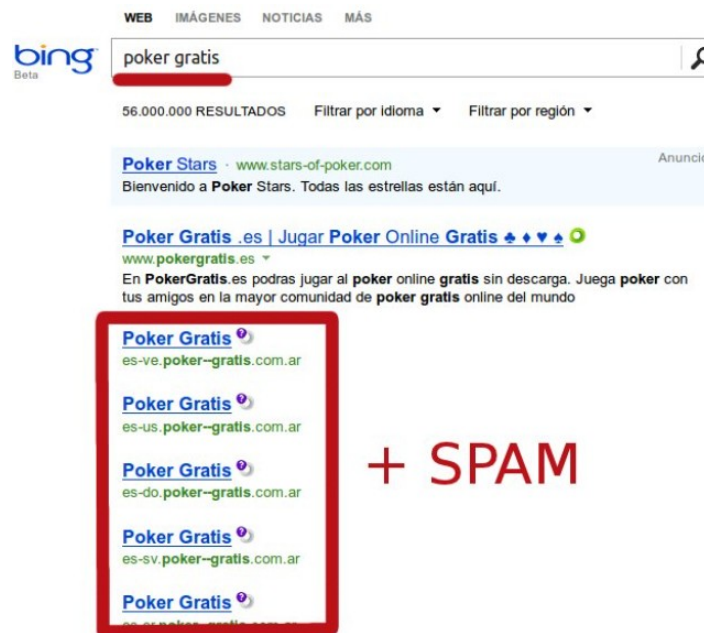 WEB IMÁGENES NOTICIAS MÁS
bing
Beta
poker gratis
56.000.000 RESULTADOS Filtrar por idioma Filtrar por región
Anuncio
Poker Stars · www.stars-of-poker.com
Bienvenido a Poker Stars. Todas las estrellas están aquí.
Poker Gratis .es | Jugar Poker Online Gratis ♣ ♦ ♥ ♠
www.pokergratis.es
En PokerGratis.es podras jugar al poker online gratis sin descarga. Juega poker con
tus amigos en la mayor comunidad de poker gratis online del mundo
Poker Gratis
es-ve.poker--gratis.com.ar
Poker Gratis
es-us.poker--gratis.com.ar
Poker Gratis
es-do.poker--gratis.com.ar
Poker Gratis
es-sv.poker--gratis.com.ar
Poker Gratis
+ SPAM